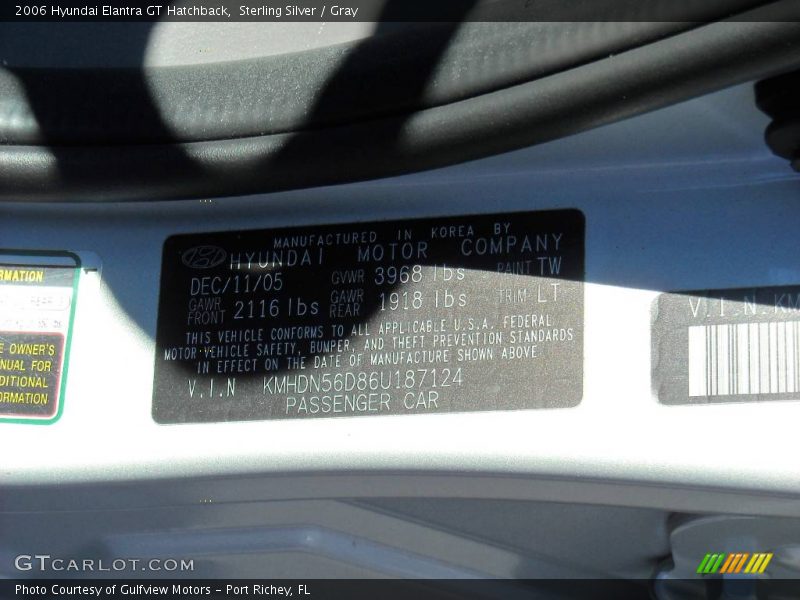 2006 Hyundai Elantra GT Hatchback, Sterling Silver / Gray
MANUFACTURED IN KOREA BY
HYUNDAI MOTOR COMPANY
DEC/11/05 GVWR 3968 lbs PAINT TW
GAWR FRONT 2116 lbs GAWR REAR 1918 lbs TRIM LT
THIS VEHICLE CONFORMS TO ALL APPLICABLE U.S.A. FEDERAL
MOTOR VEHICLE SAFETY, BUMPER, AND THEFT PREVENTION STANDARDS
IN EFFECT ON THE DATE OF MANUFACTURE SHOWN ABOVE
V.I.N KMHDN56D86U187124
PASSENGER CAR
RMATION
REAR
E OWNER'S
NUAL FOR
DITIONAL
ORMATION
V.I.N.KM
GTCARLOT.COM
Photo Courtesy of Gulfview Motors - Port Richey, FL